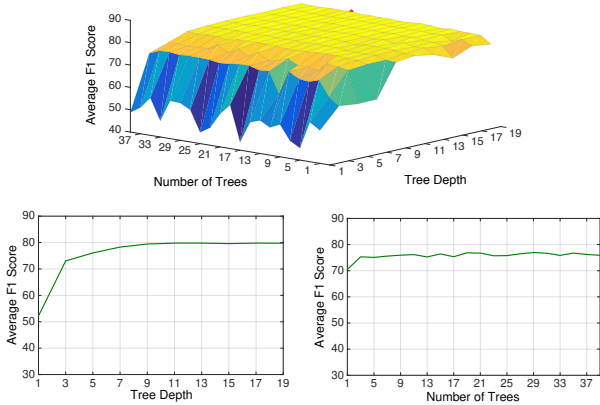 Average F1 Score
90
80
70
60
50
40
37 33 29 25 21 17 13 9 5 1
Number of Trees
1 3 5 7 9 11 13 15 17 19
Tree Depth
Average F1 Score
90
80
70
60
50
40
30
1 3 5 7 9 11 13 15 17 19
Tree Depth
Average F1 Score
90
80
70
60
50
40
30
1 5 9 13 17 21 25 29 33 37
Number of Trees